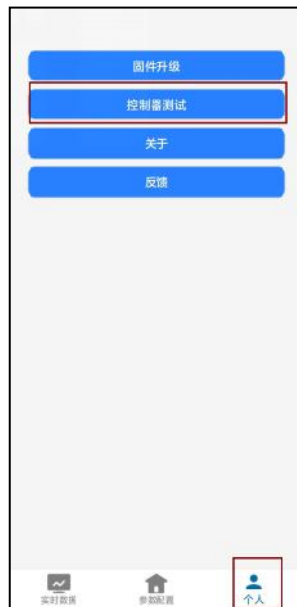 固件升级
控制器测试
关于
反馈
实时数据
参数配置
个人